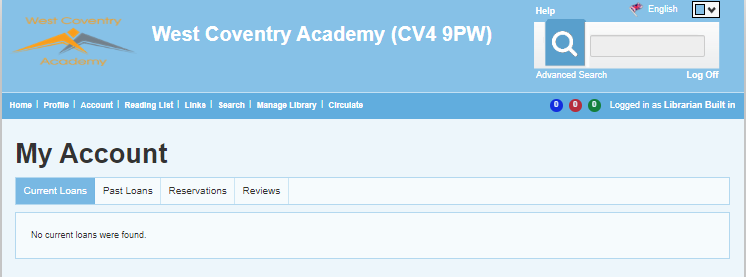 West Coventry
Academy
West Coventry Academy (CV4 9PW)
Help
English
Advanced Search
Log Off
Home | Profile | Account | Reading List | Links | Search | Manage Library | Circulate
0 0 0 Logged in as Librarian Built in
My Account
Current Loans Past Loans Reservations Reviews
No current loans were found.